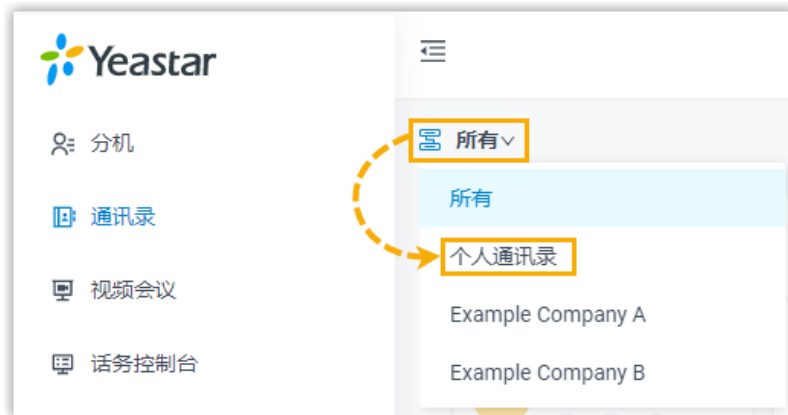 Yeastar
分机
通讯录
视频会议
话务控制台
所有
所有
个人通讯录
Example Company A
Example Company B